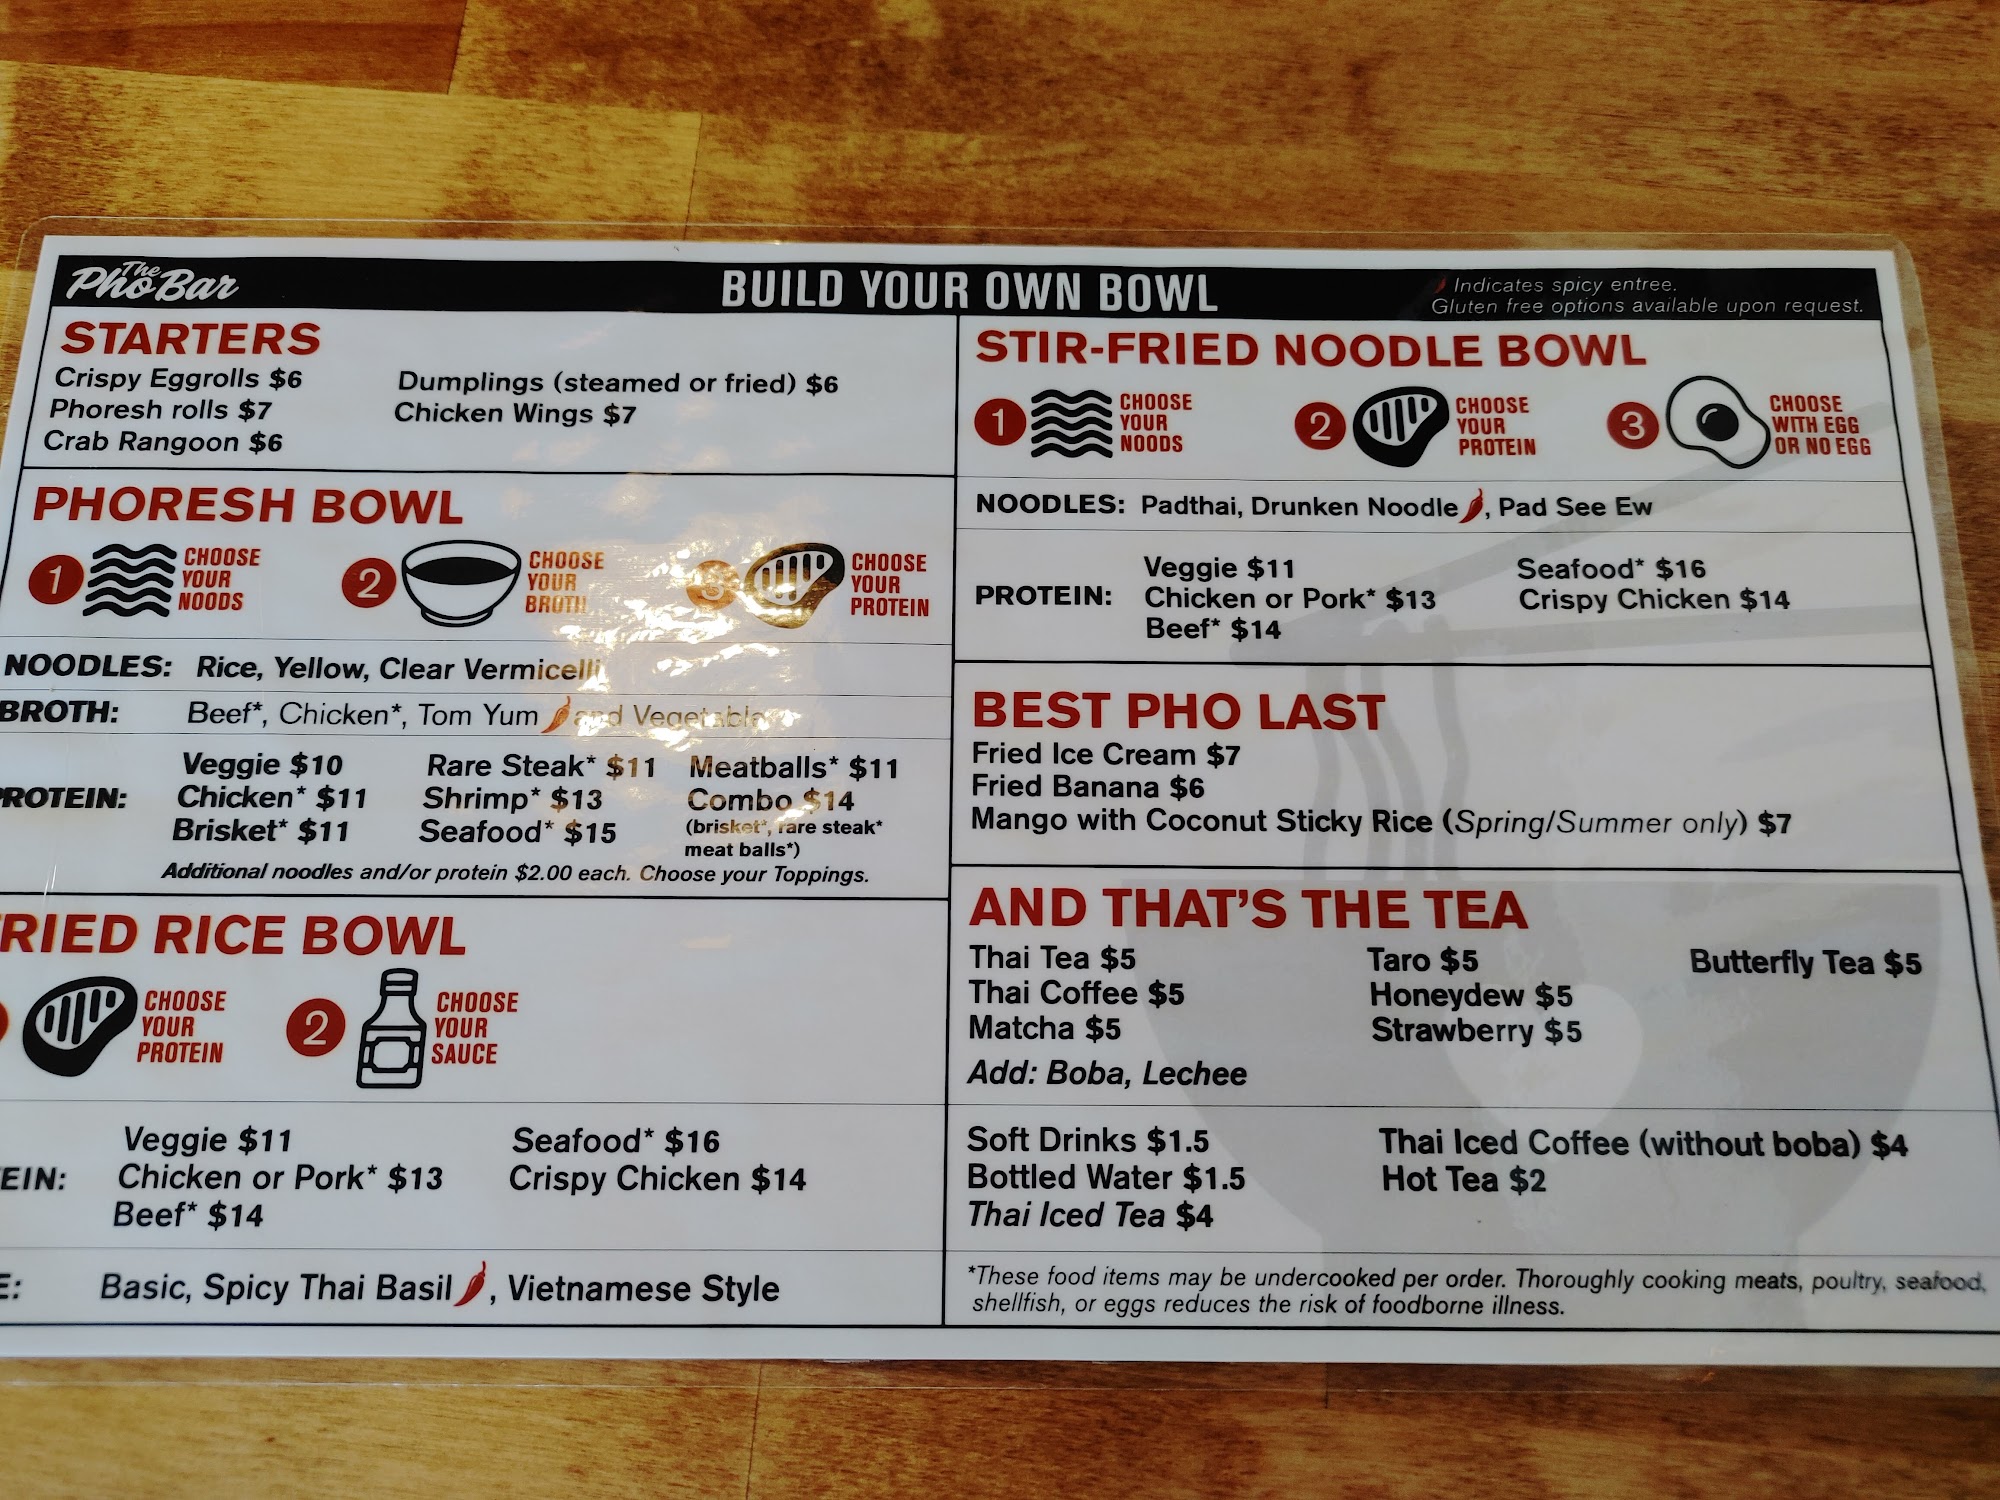 The Pho Bar
BUILD YOUR OWN BOWL
Indicates spicy entree.
Gluten free options available upon request.
STARTERS
Crispy Eggrolls $6
Phoresh rolls $7
Crab Rangoon $6
Dumplings (steamed or fried) $6
Chicken Wings $7
PHORESH BOWL
1 CHOOSE
YOUR
NOODS
2 CHOOSE
YOUR
BROTH
3 CHOOSE
YOUR
PROTEIN
NOODLES: Rice, Yellow, Clear Vermicelli
BROTH: Beef*, Chicken*, Tom Yum and Vegetable
PROTEIN:
Veggie $10
Chicken* $11
Brisket* $11
Rare Steak* $11
Shrimp* $13
Seafood* $15
Meatballs* $11
Combo $14
(brisket*, rare steak*
meat balls*)
Additional noodles and/or protein $2.00 each. Choose your Toppings.
RIED RICE BOWL
CHOOSE
YOUR
PROTEIN
2 CHOOSE
YOUR
SAUCE
EIN:
Veggie $11
Chicken or Pork* $13
Beef* $14
Seafood* $16
Crispy Chicken $14
E: Basic, Spicy Thai Basil , Vietnamese Style
STIR-FRIED NOODLE BOWL
1 CHOOSE
YOUR
NOODS
2 CHOOSE
YOUR
PROTEIN
3 CHOOSE
WITH EGG
OR NO EGG
NOODLES: Padthai, Drunken Noodle , Pad See Ew
PROTEIN:
Veggie $11
Chicken or Pork* $13
Beef* $14
Seafood* $16
Crispy Chicken $14
BEST PHO LAST
Fried Ice Cream $7
Fried Banana $6
Mango with Coconut Sticky Rice (Spring/Summer only) $7
AND THAT'S THE TEA
Thai Tea $5
Thai Coffee $5
Matcha $5
Taro $5
Honeydew $5
Strawberry $5
Butterfly Tea $5
Add: Boba, Lechee
Soft Drinks $1.5
Bottled Water $1.5
Thai Iced Tea $4
Thai Iced Coffee (without boba) $4
Hot Tea $2
*These food items may be undercooked per order. Thoroughly cooking meats, poultry, seafood,
shellfish, or eggs reduces the risk of foodborne illness.